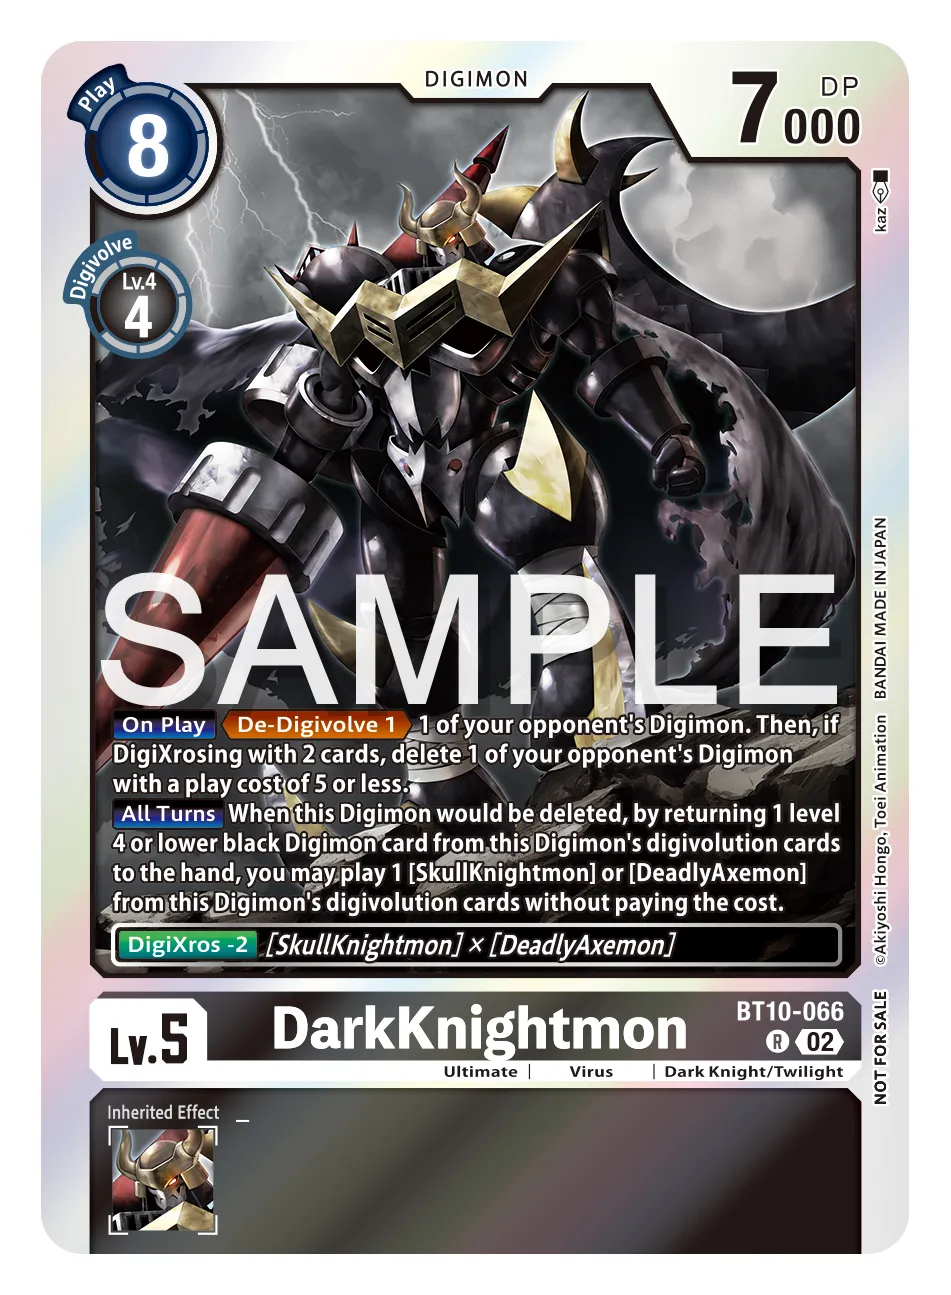 DIGIMON
Play
8
7000
DP
kaz
Digivolve
Lv.4
4
SAMPLE
On Play De-Digivolve 1 1 of your opponent's Digimon. Then, if
DigiXrosing with 2 cards, delete 1 of your opponent's Digimon
with a play cost of 5 or less.
All Turns When this Digimon would be deleted, by returning 1 level
4 or lower black Digimon card from this Digimon's digivolution cards
to the hand, you may play 1 [SkullKnightmon] or [DeadlyAxemon]
from this Digimon's digivolution cards without paying the cost.
DigiXros -2 [SkullKnightmon] × [DeadlyAxemon]
©Akiyoshi Hongo, Toei Animation BANDAI MADE IN JAPAN
NOT FOR SALE
Lv.5
DarkKnightmon
BT10-066
R 02
Ultimate | Virus | Dark Knight/Twilight
Inherited Effect –